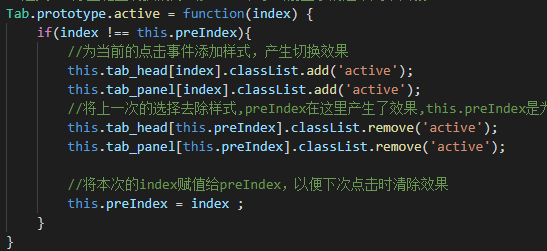 Tab.prototype.active = function(index) {
if(index !== this.preIndex){
//为当前的点击事件添加样式，产生切换效果
this.tab_head[index].classList.add('active');
this.tab_panel[index].classList.add('active');
//将上一次的选择去除样式,preIndex在这里产生了效果,this.preIndex是
this.tab_head[this.preIndex].classList.remove('active');
this.tab_panel[this.preIndex].classList.remove('active');
//将本次的index赋值给preIndex，以便下次点击时清除效果
this.preIndex = index ;
}
}